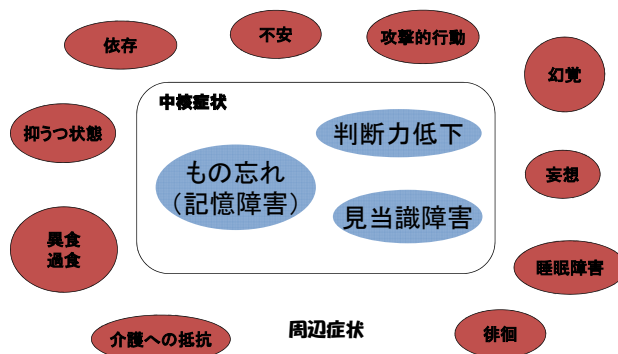 依存
不安
攻撃的行動
幻覚
中核症状
抑うつ状態
判断力低下
もの忘れ
（記憶障害）
妄想
見当識障害
異食
過食
睡眠障害
介護への抵抗
周辺症状
徘徊